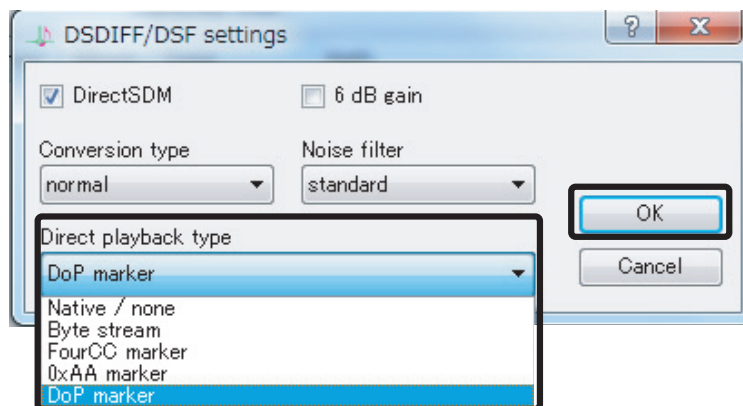 DSDIFF/DSF settings
DirectSDM
6 dB gain
Conversion type
Noise filter
normal
standard
OK
Direct playback type
DoP marker
Cancel
Native / none
Byte stream
FourCC marker
0xAA marker
DoP marker